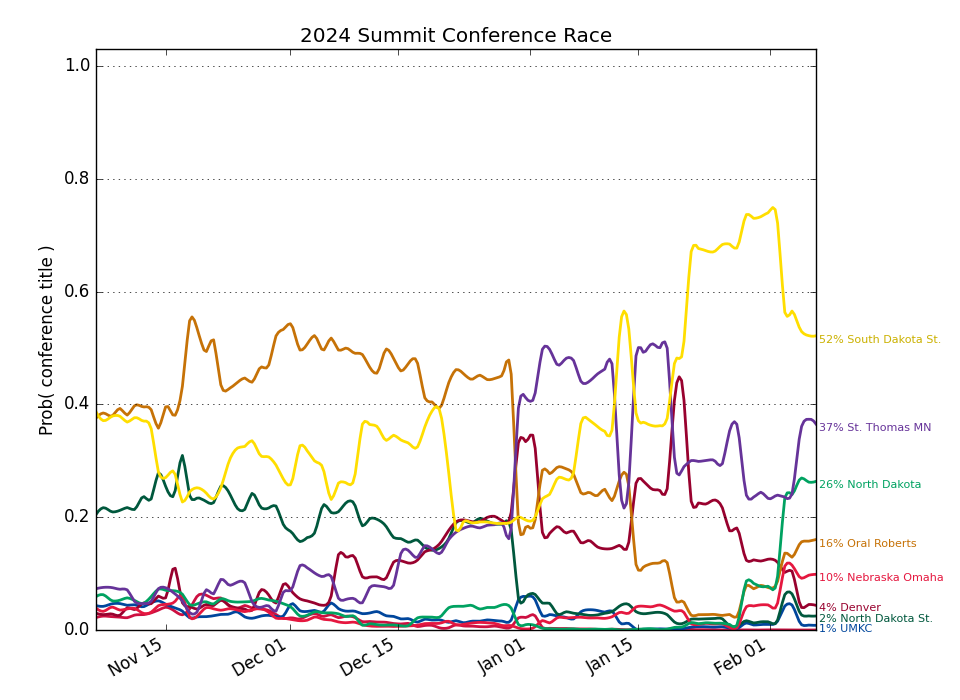 2024 Summit Conference Race
Prob( conference title )
1.0
0.8
0.6
0.4
0.2
0.0
Nov 15
Dec 01
Dec 15
Jan 01
Jan 15
Feb 01
52% South Dakota St.
37% St. Thomas MN
26% North Dakota
16% Oral Roberts
10% Nebraska Omaha
4% Denver
2% North Dakota St.
1% UMKC